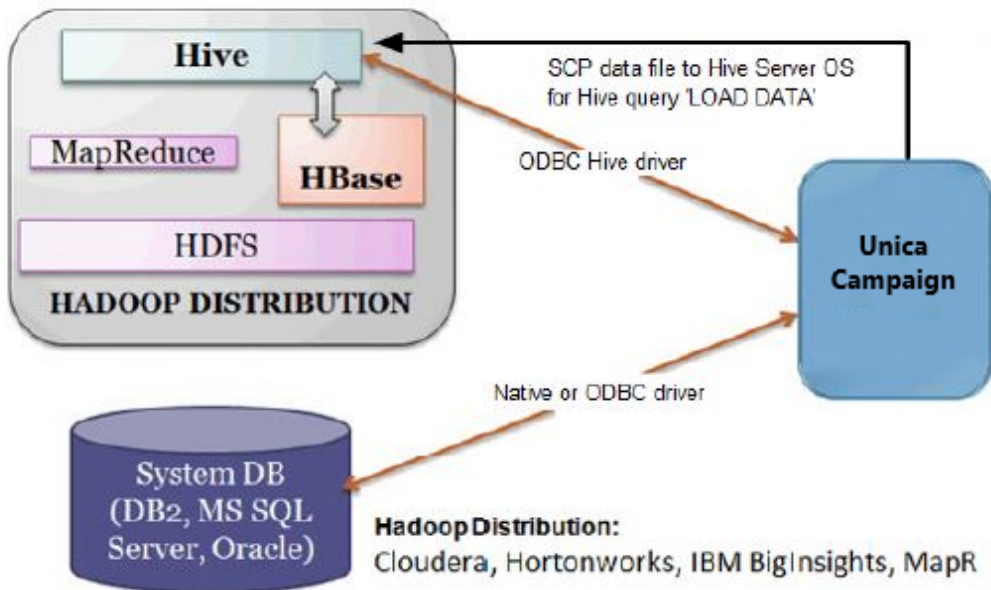 Hive
SCP data file to Hive Server OS
for Hive query 'LOAD DATA'
MapReduce
HBase
ODBC Hive driver
HDFS
HADOOP DISTRIBUTION
Unica
Campaign
Native or ODBC driver
System DB
(DB2, MS SQL
Server, Oracle)
Hadoop Distribution:
Cloudera, Hortonworks, IBM BigInsights, MapR